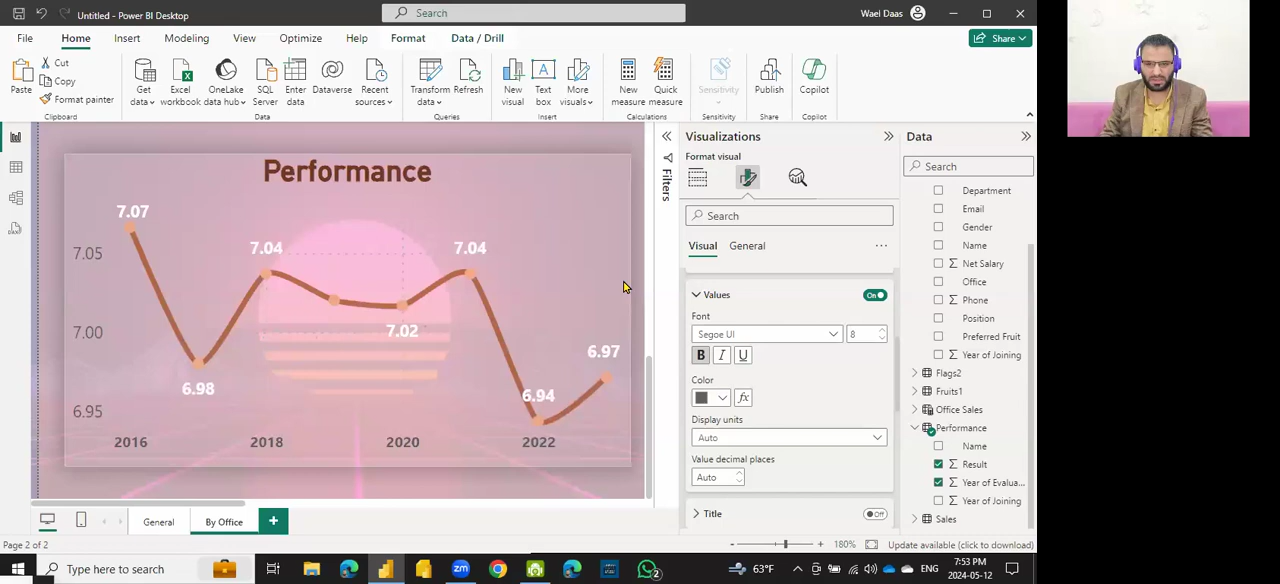 Untitled - Power BI Desktop
Search
Wael Daas
File Home Insert Modeling View Optimize Help Format Data / Drill
Share
Paste
Cut
Copy
Format painter
Get data
Excel workbook
OneLake data hub
SQL Server
Enter data
Dataverse
Recent sources
Transform data
Refresh
New visual
Text box
More visuals
New measure
Quick measure
Sensitivity
Publish
Copilot
Clipboard
Data
Queries
Insert
Calculations
Sensitivity
Share
Copilot
Performance
7.07
7.04
7.04
7.05
7.00
7.02
6.98
6.97
6.94
6.95
2016 2018 2020 2022
Filters
Visualizations
Format visual
Search
Visual General
Values
On
Font
Segoe UI 8
B I U
Color
fx
Display units
Auto
Value decimal places
Auto
Title
Off
Data
Search
Department
Email
Gender
Name
Net Salary
Office
Phone
Position
Preferred Fruit
Year of Joining
Flags2
Fruits1
Office Sales
Performance
Name
Result
Year of Evalua...
Year of Joining
Sales
General By Office
Page 2 of 2
180%
Update available (click to download)
Type here to search
2
63°F
ENG
7:53 PM
2024-05-12